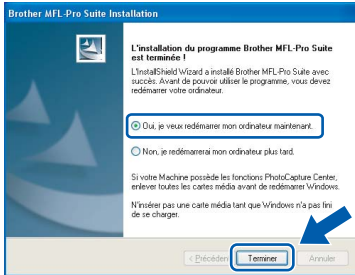 Brother MFL-Pro Suite Installation
L'installation du programme Brother MFL-Pro Suite
est terminée !
L'InstallShield Wizard a installé Brother MFL-Pro Suite avec
succès. Avant de pouvoir utiliser le programme, vous devez
redémarrer votre ordinateur.
Oui, je veux redémarrer mon ordinateur maintenant.
Non, je redémarrerai mon ordinateur plus tard.
Si votre Machine possède les fonctions PhotoCapture Center,
enlever toutes les cartes média avant de redémarrer Windows.
N'insérer pas une carte média tant que Windows n'a pas fini
de se charger.
< Précédent Terminer Annuler